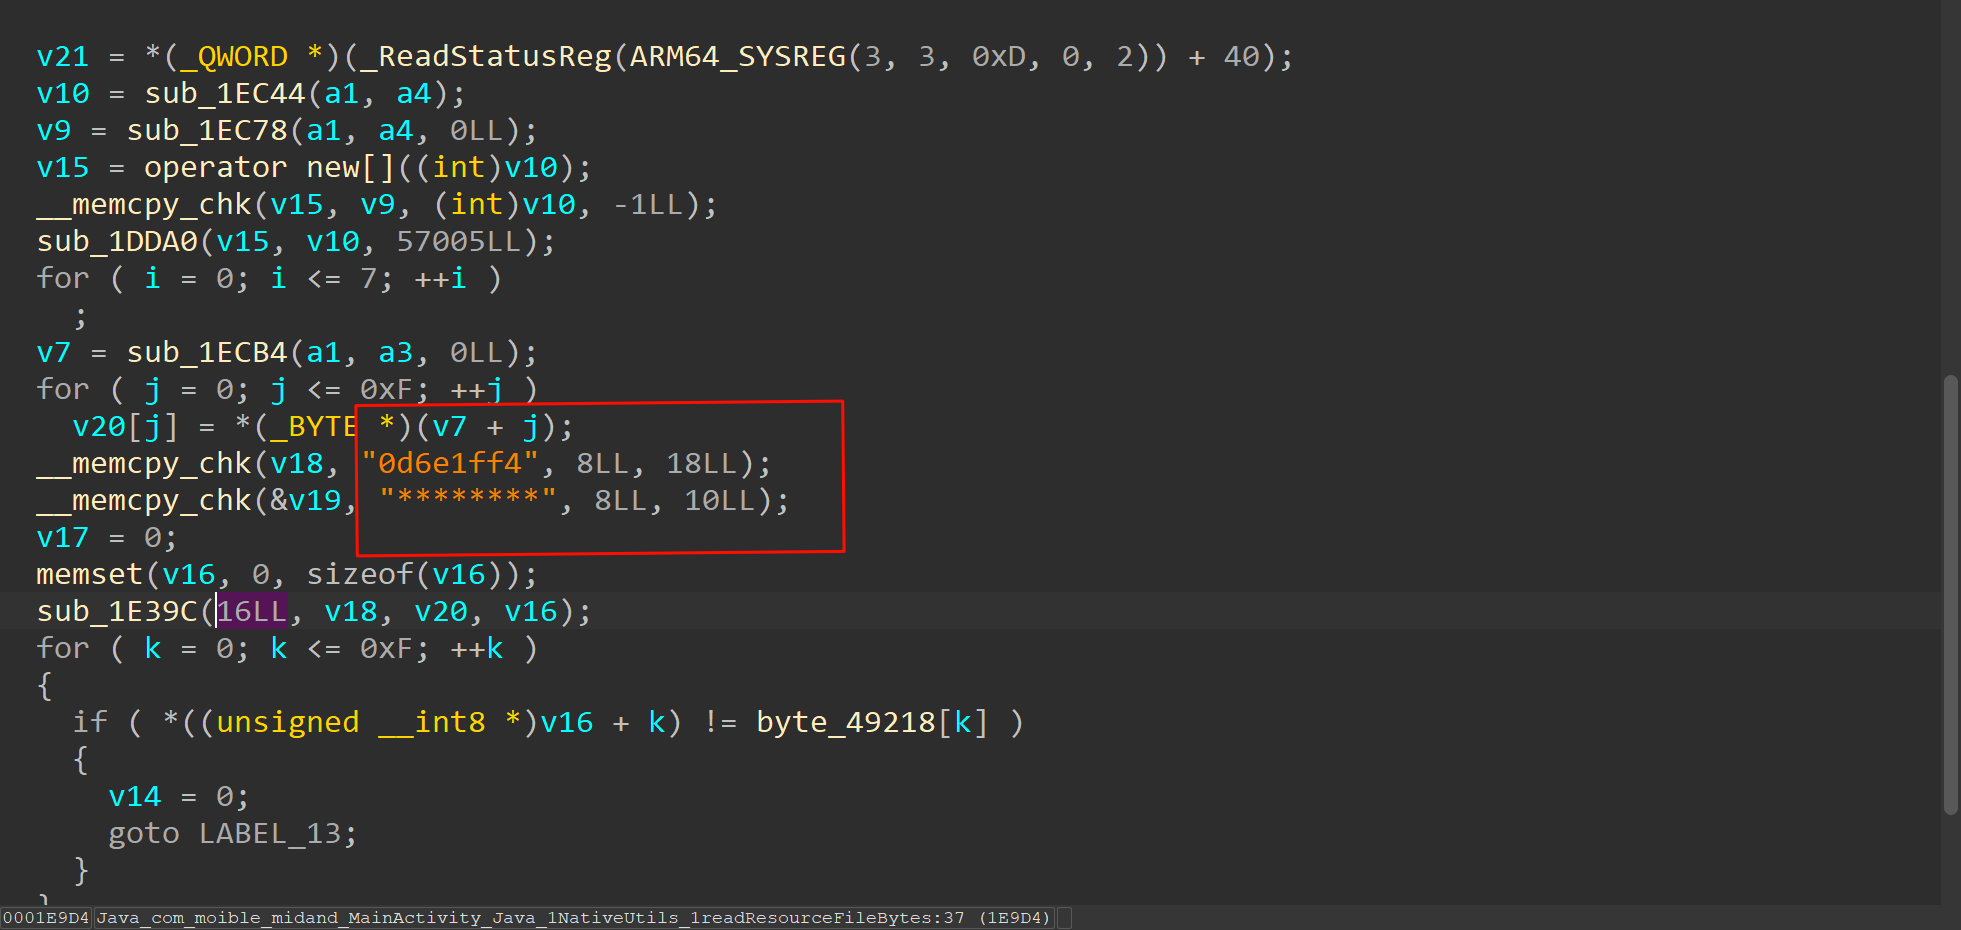 v21 = *(_QWORD *)(_ReadStatusReg(ARM64_SYSREG(3, 3, 0xD, 0, 2)) + 40);
v10 = sub_1EC44(a1, a4);
v9 = sub_1EC78(a1, a4, 0LL);
v15 = operator new[]((int)v10);
__memcpy_chk(v15, v9, (int)v10, -1LL);
sub_1DDA0(v15, v10, 57005LL);
for ( i = 0; i <= 7; ++i )
;
v7 = sub_1ECB4(a1, a3, 0LL);
for ( j = 0; j <= 0xF; ++j )
v20[j] = *(_BYTE *)(v7 + j);
__memcpy_chk(v18, "0d6e1ff4", 8LL, 18LL);
__memcpy_chk(&v19, "********", 8LL, 10LL);
v17 = 0;
memset(v16, 0, sizeof(v16));
sub_1E39C(16LL, v18, v20, v16);
for ( k = 0; k <= 0xF; ++k )
{
if ( *((unsigned __int8 *)v16 + k) != byte_49218[k] )
{
v14 = 0;
goto LABEL_13;
}
}
0001E9D4 Java_com_moible_midand_MainActivity_Java_1NativeUtils_1readResourceFileBytes:37 (1E9D4)